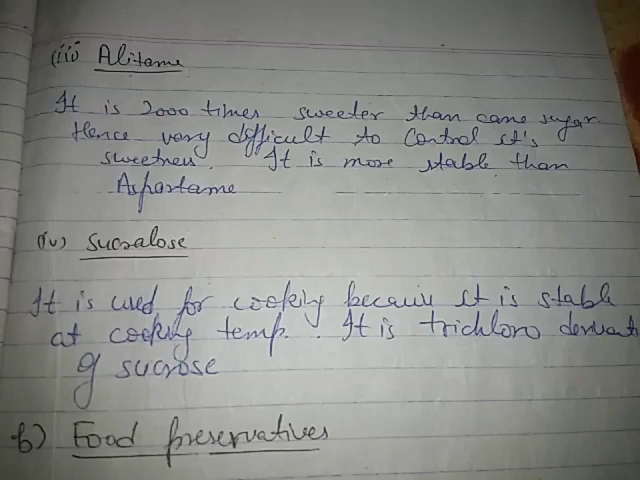 (iii) Alitame
It is 2000 times sweeter than cane sugar.
Hence very difficult to control it's
sweetness. It is more stable than
Aspartame
(iv) Sucralose
It is used for cooking because it is stable
at cooking temp. It is trichloro derivati
of sucrose
b) Food preservatives